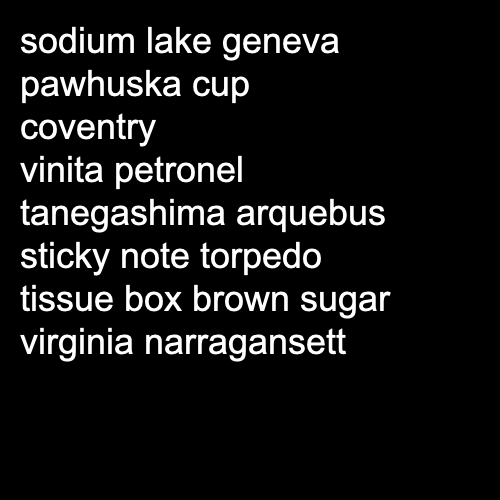 sodium lake geneva
pawhuska cup
coventry
vinita petronel
tanegashima arquebus
sticky note torpedo
tissue box brown sugar
virginia narragansett